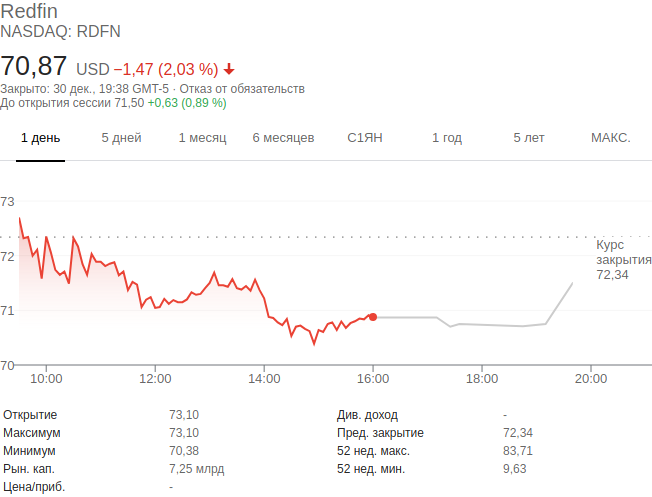 Redfin
NASDAQ: RDFN
70,87 USD −1,47 (2,03 %)
Закрыто: 30 дек., 19:38 GMT-5 · Отказ от обязательств
До открытия сессии 71,50 +0,63 (0,89 %)
1 день 5 дней 1 месяц 6 месяцев С1ЯН 1 год 5 лет МАКС.
73
72
71
70
Курс
закрытия
72,34
10:00 12:00 14:00 16:00 18:00 20:00
Открытие 73,10 Див. доход -
Максимум 73,10 Пред. закрытие 72,34
Минимум 70,38 52 нед. макс. 83,71
Рын. кап. 7,25 млрд 52 нед. мин. 9,63
Цена/приб. -